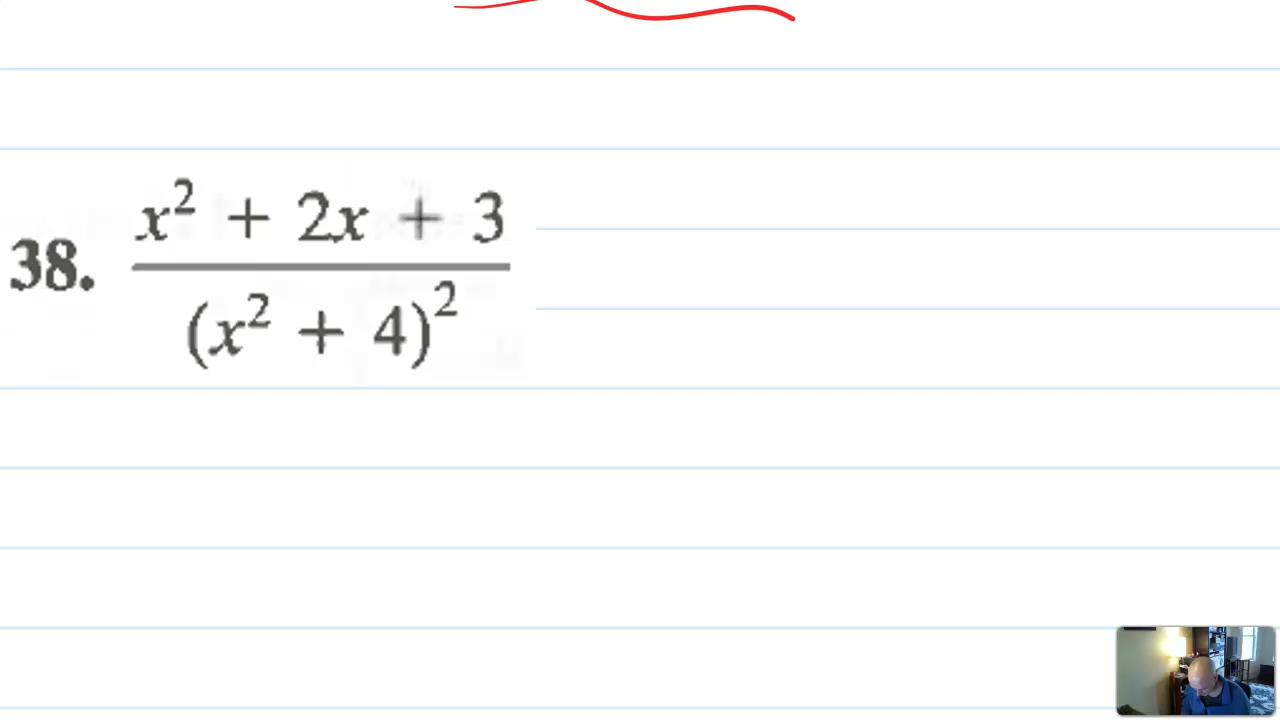 38. x² + 2x + 3
(x² + 4)²